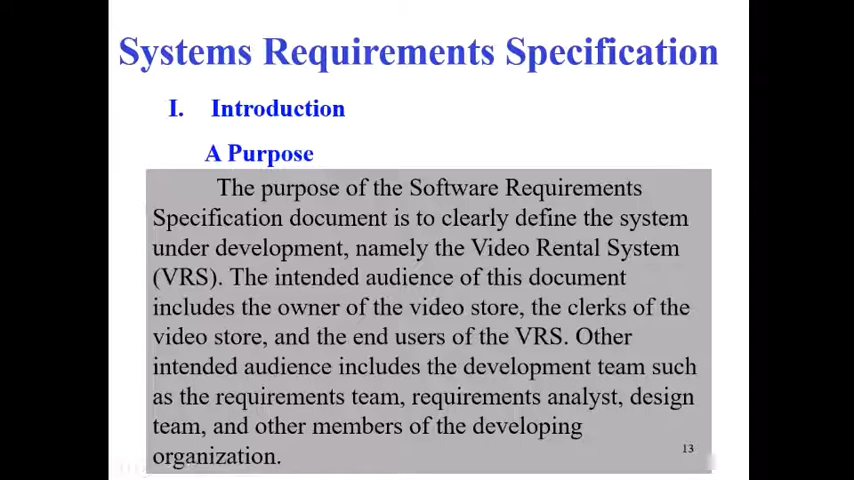 Systems Requirements Specification
I. Introduction
A Purpose
The purpose of the Software Requirements
Specification document is to clearly define the system
under development, namely the Video Rental System
(VRS). The intended audience of this document
includes the owner of the video store, the clerks of the
video store, and the end users of the VRS. Other
intended audience includes the development team such
as the requirements team, requirements analyst, design
team, and other members of the developing
organization.
13